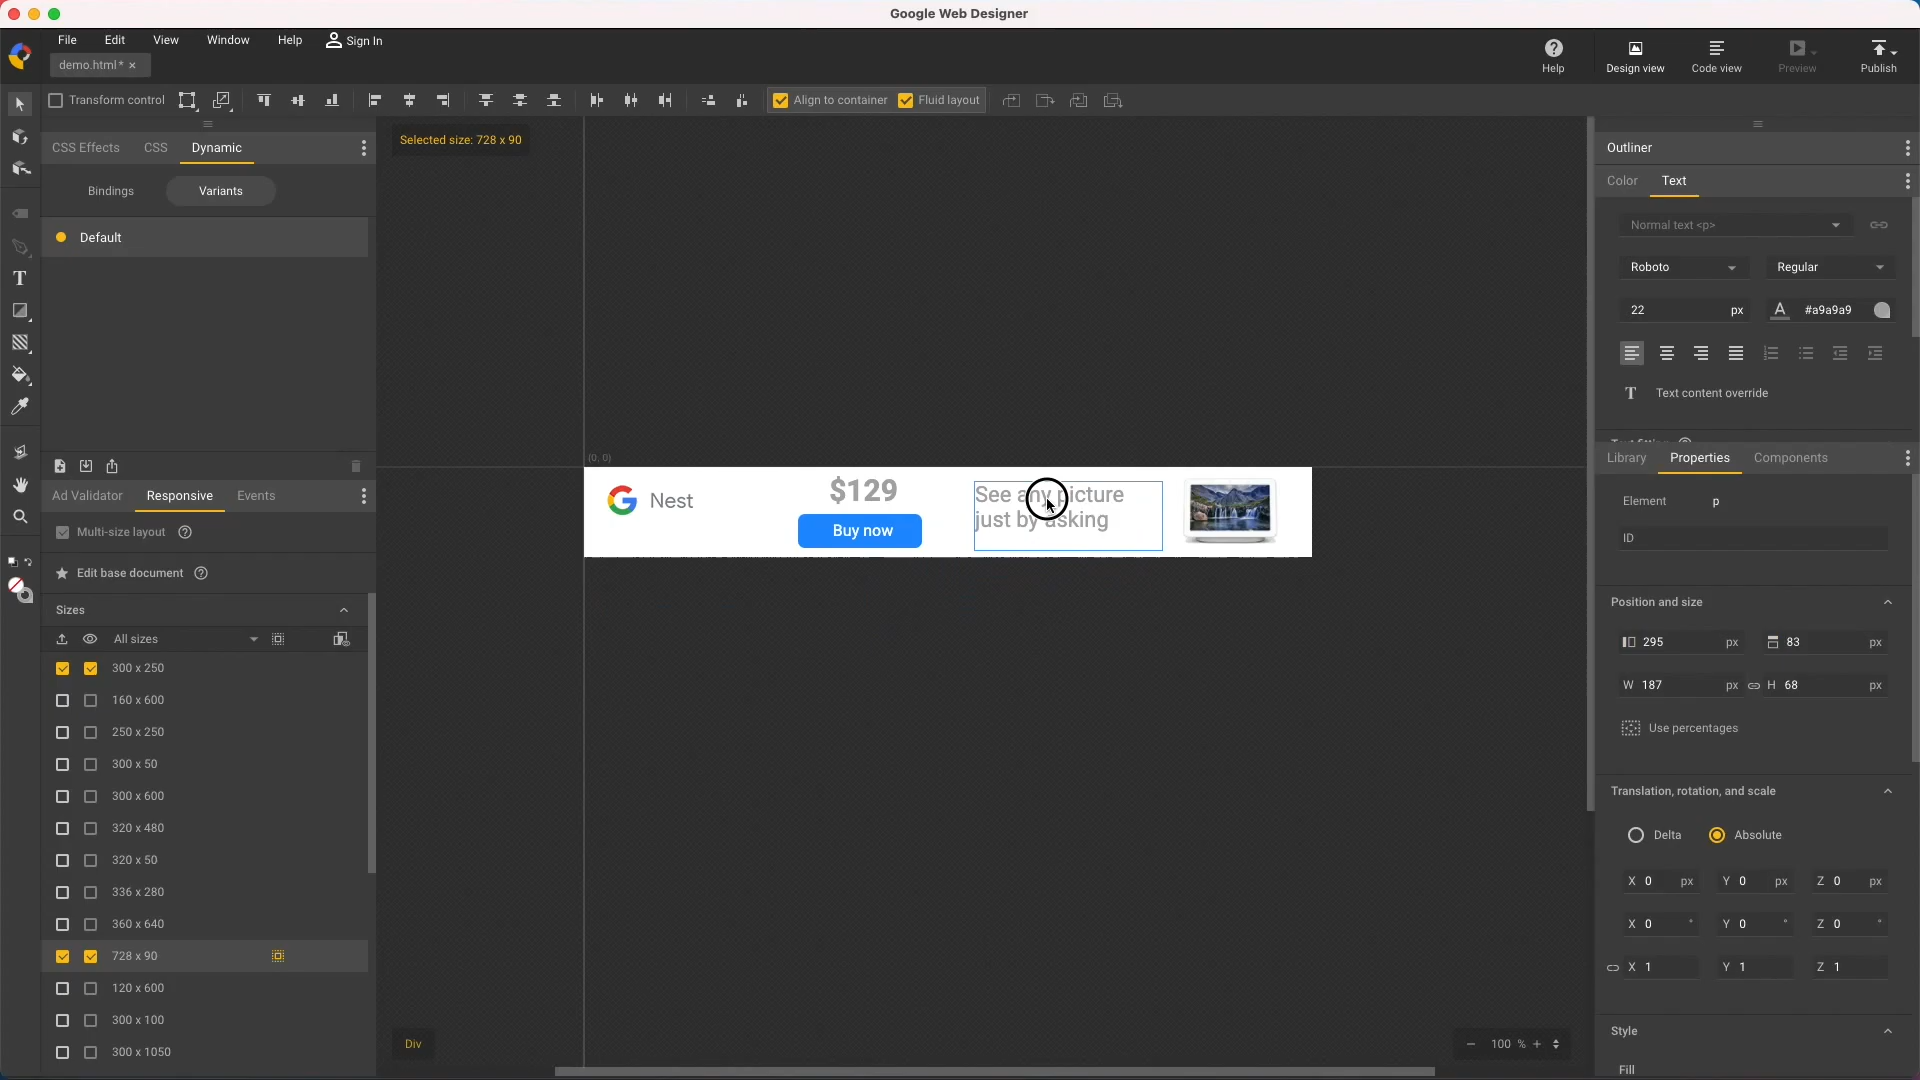 Google Web Designer
File Edit View Window Help Sign In
demo.html* ×
Help Design view Code view Preview Publish
Transform control Align to container Fluid layout
CSS Effects CSS Dynamic
Bindings Variants
Default
Ad Validator Responsive Events
Multi-size layout
Edit base document
Sizes
All sizes
300 x 250
160 x 600
250 x 250
300 x 50
300 x 600
320 x 480
320 x 50
336 x 280
360 x 640
728 x 90
120 x 600
300 x 100
300 x 1050
Selected size: 728 x 90
(0, 0)
Nest
$129
Buy now
See any picture
just by asking
Div
100 %
Outliner
Color Text
Normal text <p>
Roboto Regular
22 px A #a9a9a9
T Text content override
Library Properties Components
Element p
ID
Position and size
295 px 83 px
W 187 px H 68 px
Use percentages
Translation, rotation, and scale
Delta Absolute
X 0 px Y 0 px Z 0 px
X 0 ° Y 0 ° Z 0 °
X 1 Y 1 Z 1
Style
Fill